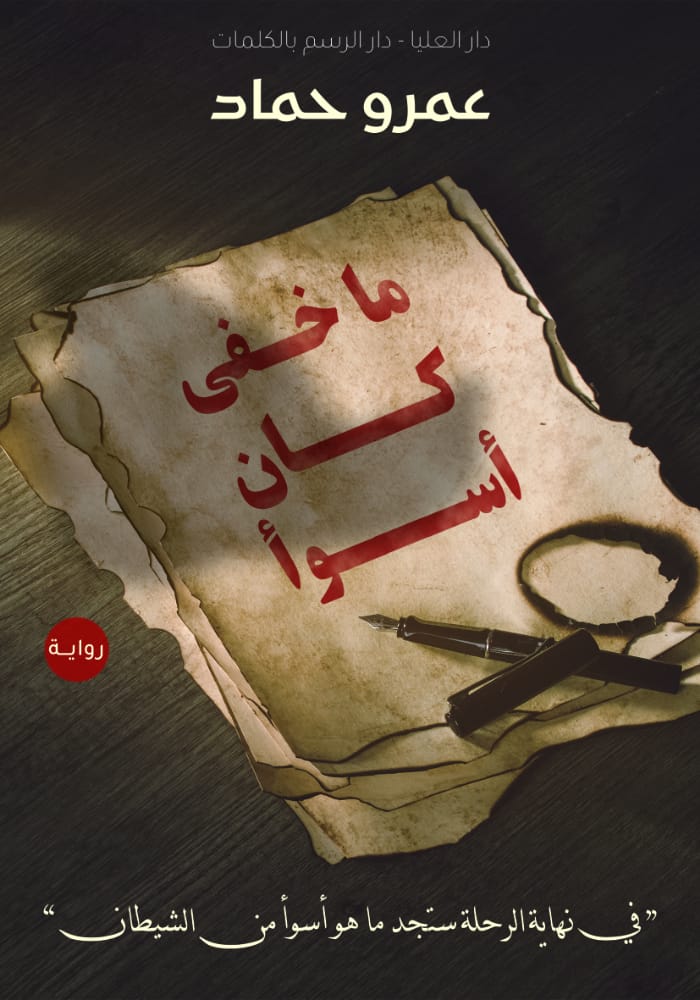 دار العليا - دار الرسم بالكلمات
عمرو حماد
ما خفى
كان
أسوأ
رواية
”في نهاية الرحلة ستجد ما هو أسوأ من الشيطان“